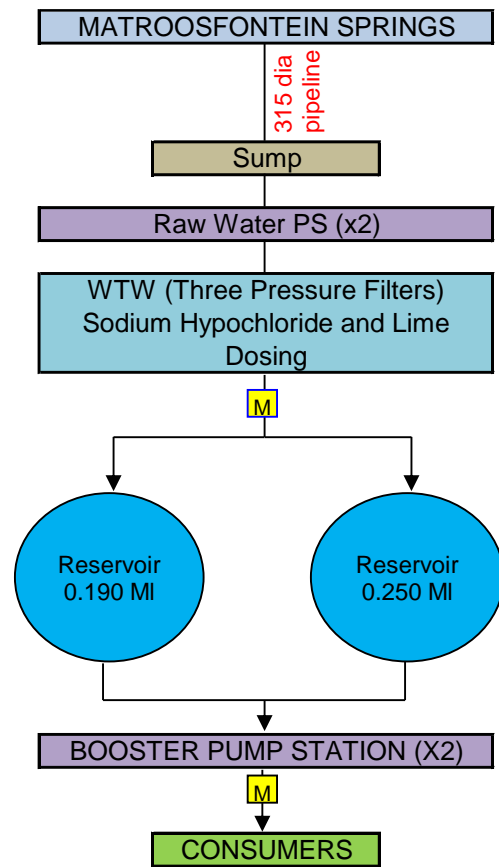 MATROOSFONTEIN SPRINGS
315 dia
pipeline
Sump
Raw Water PS (x2)
WTW (Three Pressure Filters)
Sodium Hypochloride and Lime
Dosing
M
Reservoir
0.190 Ml
Reservoir
0.250 Ml
BOOSTER PUMP STATION (X2)
M
CONSUMERS